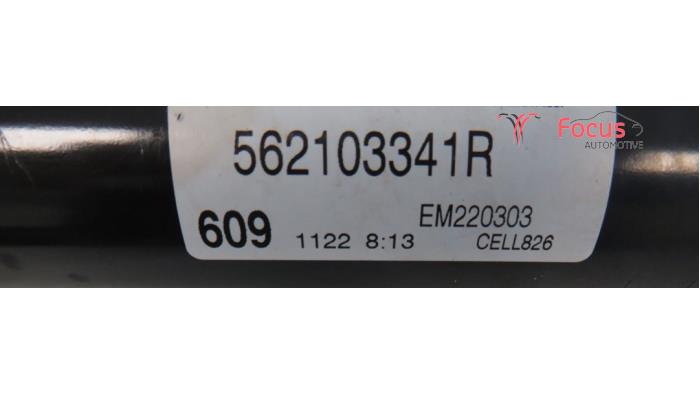 Focus
AUTOMOTIVE
562103341R
EM220303
609 1122 8:13 CELL826